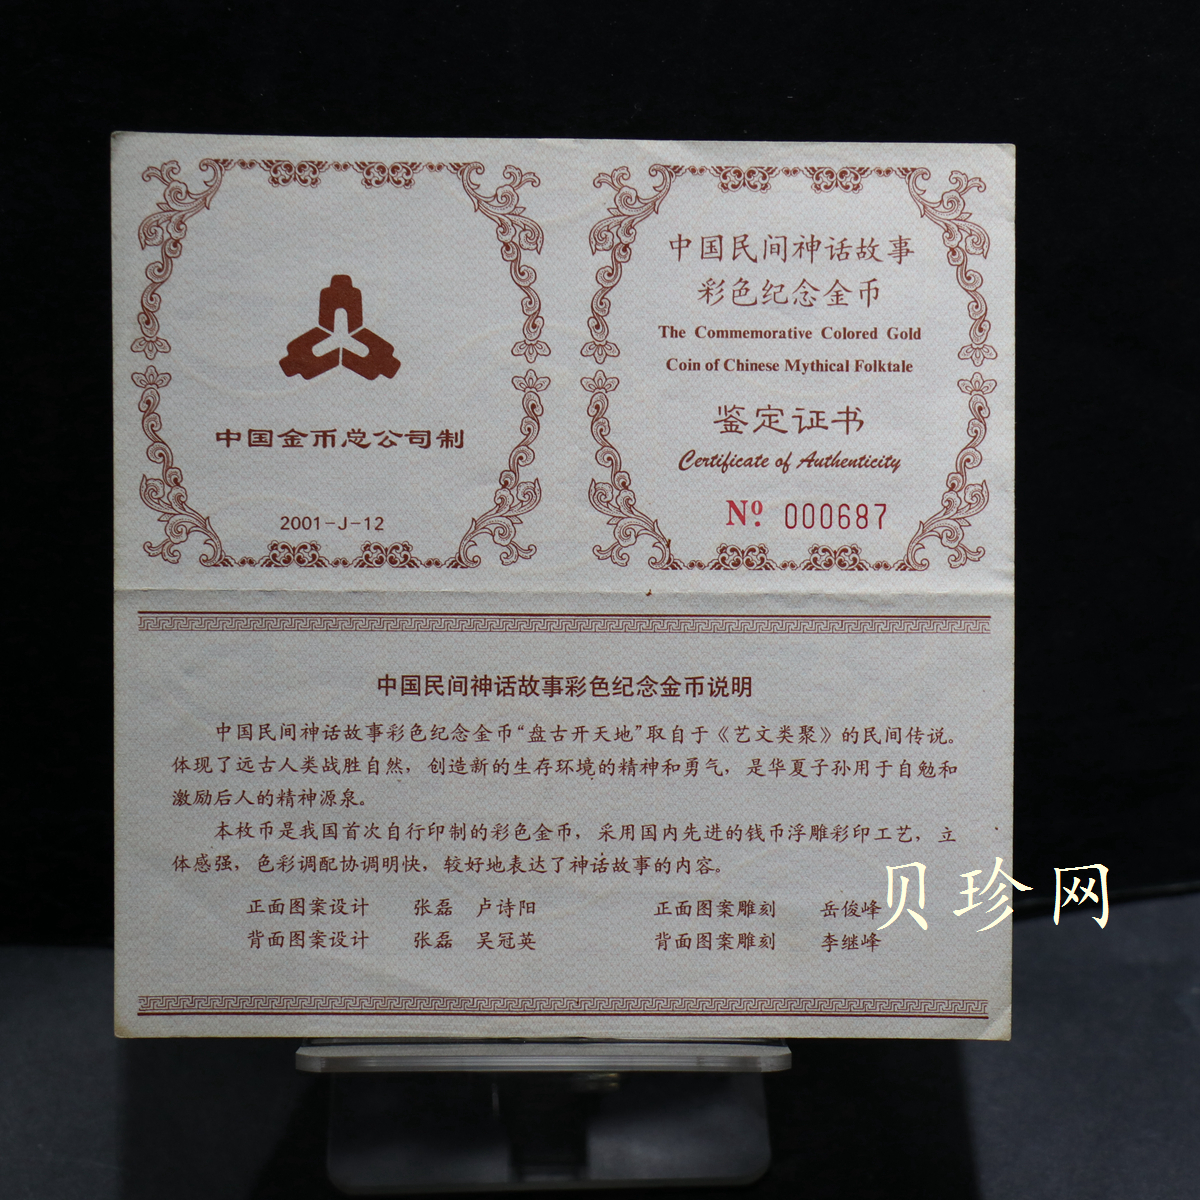 中国金币总公司制
2001-J-12
中国民间神话故事
彩色纪念金币
The Commemorative Colored Gold
Coin of Chinese Mythical Folktale
鉴定证书
Certificate of Authenticity
Nº 000687
中国民间神话故事彩色纪念金币说明
中国民间神话故事彩色纪念金币“盘古开天地”取自于《艺文类聚》的民间传说。
体现了远古人类战胜自然，创造新的生存环境的精神和勇气，是华夏子孙用于自勉和
激励后人的精神源泉。
本枚币是我国首次自行印制的彩色金币，采用国内先进的钱币浮雕彩印工艺，立
体感强，色彩调配协调明快，较好地表达了神话故事的内容。
正面图案设计 张磊 卢诗阳 正面图案雕刻 岳俊峰
背面图案设计 张磊 吴冠英 背面图案雕刻 李继峰
贝珍网